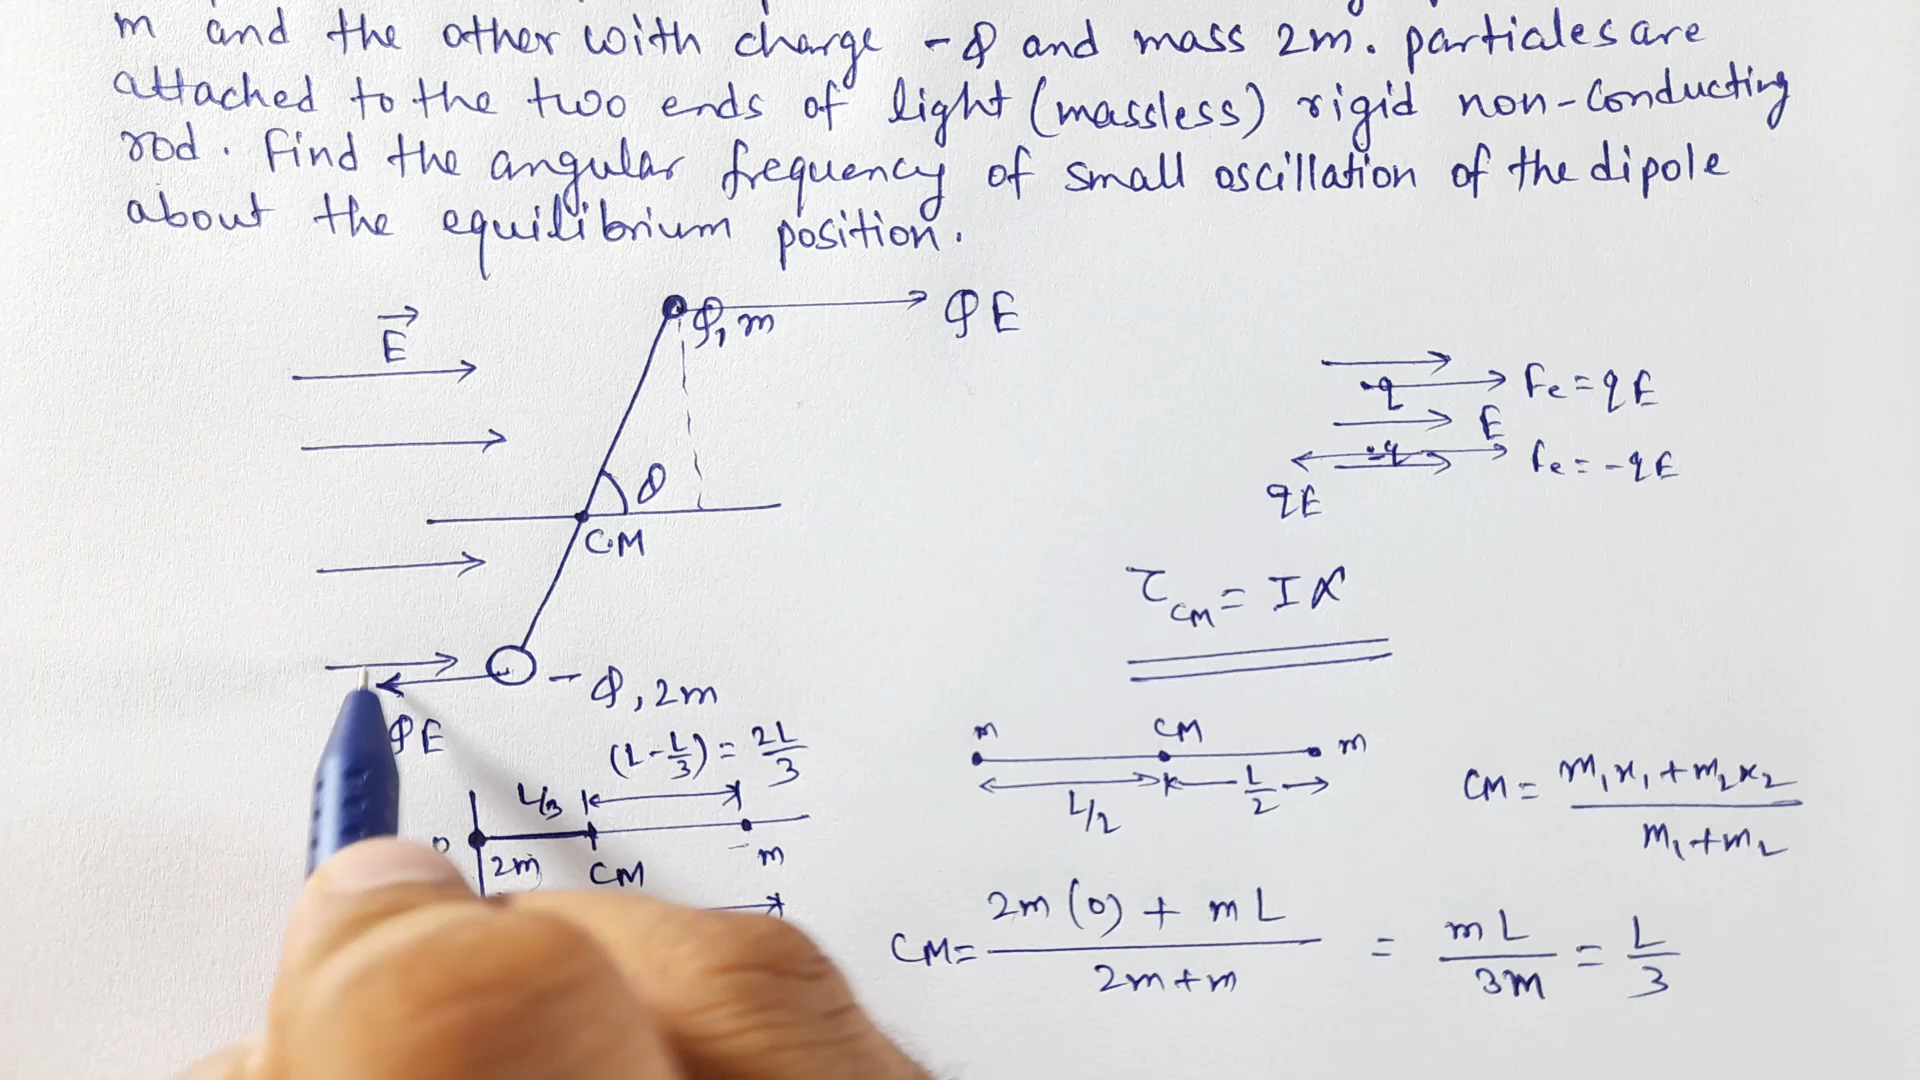 m and the other with charge -Q and mass 2m. particles are
attached to the two ends of light (massless) rigid non-conducting
rod. Find the angular frequency of small oscillation of the dipole
about the equilibrium position.
E
Q, m
QE
θ
C.M
-Q, 2m
QE
q
Fe = qE
E
-q
Fe = -qE
qE
τCM = Iα
(L - L/3) = 2L/3
L/3
0
2m
CM
m
m
CM
m
L/2
L/2
CM = m₁x₁ + m₂x₂ / m₁ + m₂
CM = 2m(0) + mL / 2m + m = mL / 3m = L / 3